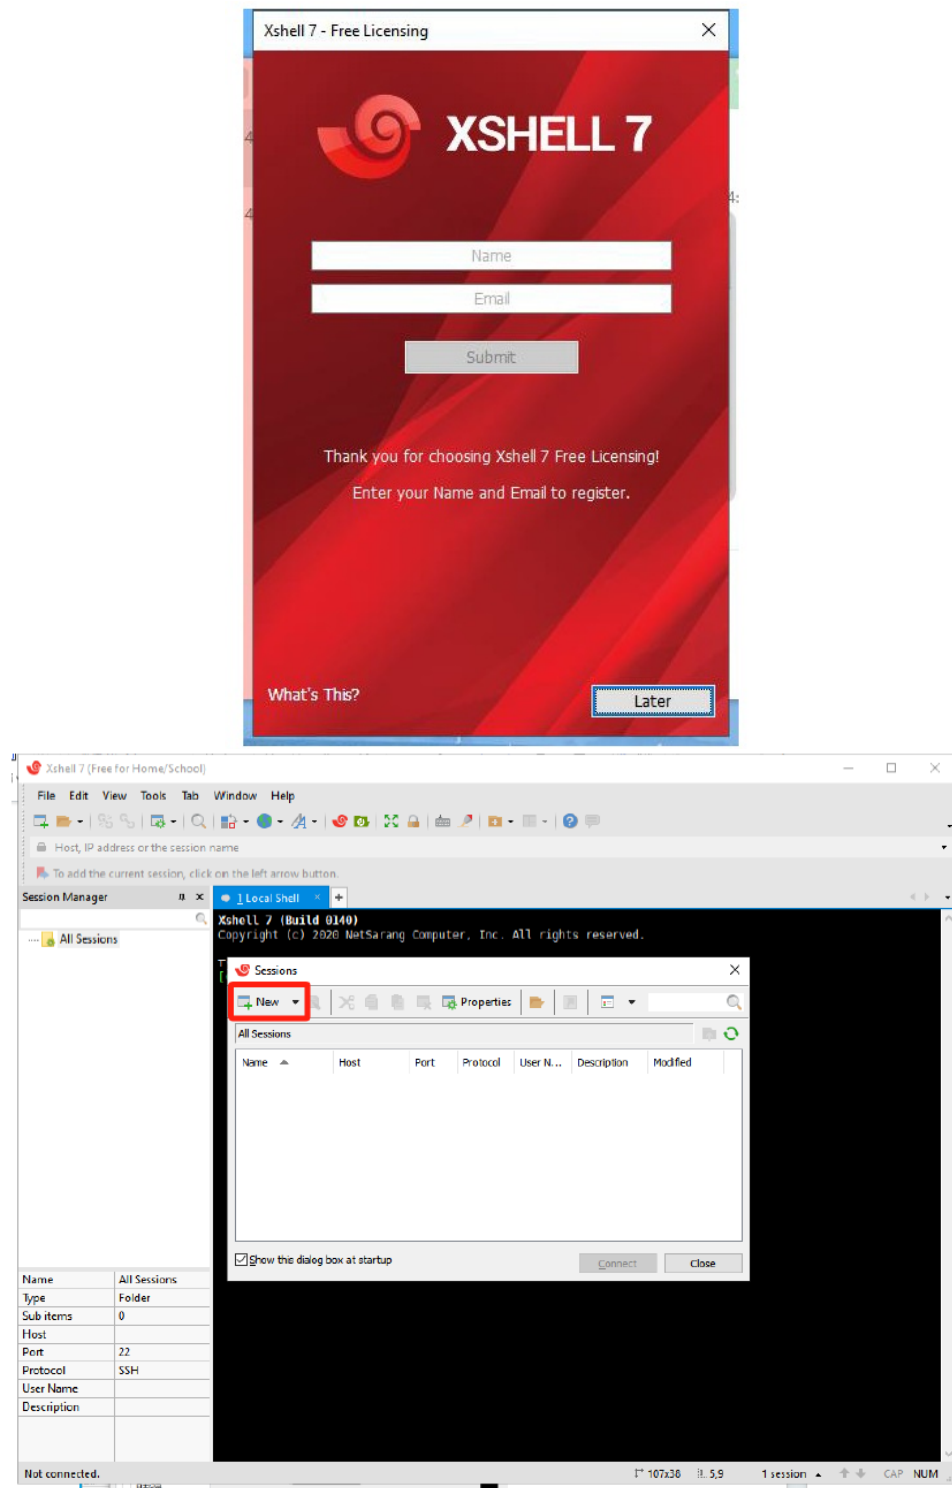 Xshell 7 - Free Licensing
XSHELL 7
Name
Email
Submit
Thank you for choosing Xshell 7 Free Licensing!
Enter your Name and Email to register.
What's This?
Later
Xshell 7 (Free for Home/School)
File Edit View Tools Tab Window Help
Host, IP address or the session name
To add the current session, click on the left arrow button.
Session Manager
1 Local Shell
All Sessions
Xshell 7 (Build 0140)
Copyright (c) 2020 NetSarang Computer, Inc. All rights reserved.
Sessions
New
Properties
All Sessions
Name Host Port Protocol User N... Description Modified
Show this dialog box at startup
Connect
Close
Name All Sessions
Type Folder
Sub items 0
Host
Port 22
Protocol SSH
User Name
Description
Not connected.
107x38 5,9 1 session CAP NUM